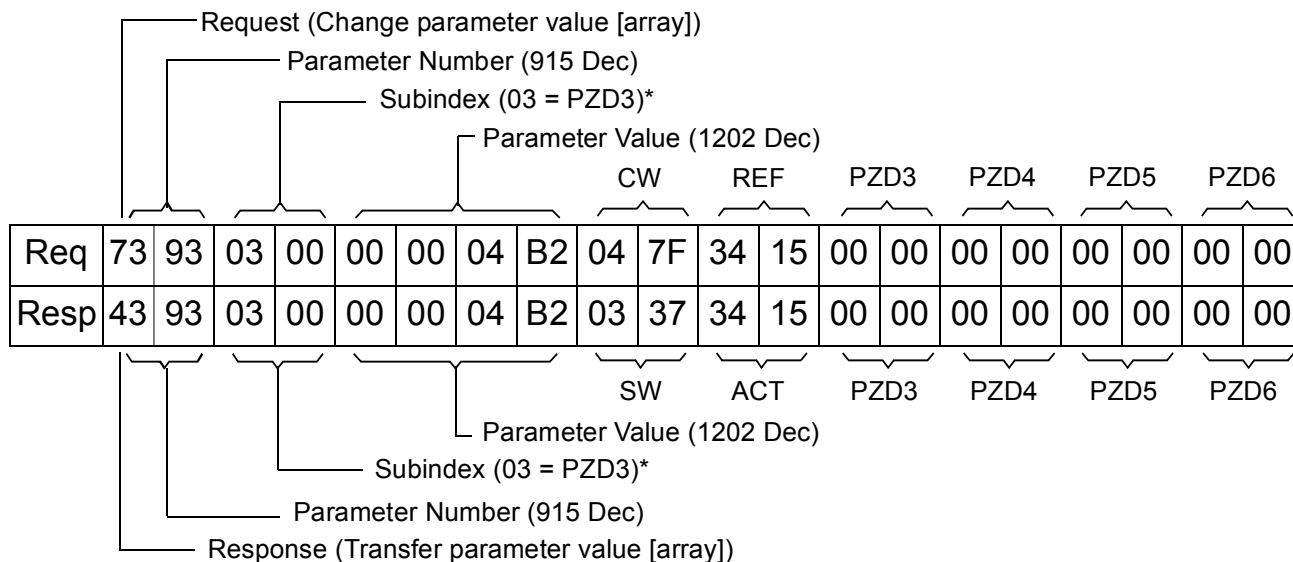 Request (Change parameter value [array])
Parameter Number (915 Dec)
Subindex (03 = PZD3)*
Parameter Value (1202 Dec)
CW REF PZD3 PZD4 PZD5 PZD6
Req 73 93 03 00 00 00 04 B2 04 7F 34 15 00 00 00 00 00 00 00 00
Resp 43 93 03 00 00 00 04 B2 03 37 34 15 00 00 00 00 00 00 00 00
SW ACT PZD3 PZD4 PZD5 PZD6
Parameter Value (1202 Dec)
Subindex (03 = PZD3)*
Parameter Number (915 Dec)
Response (Transfer parameter value [array])